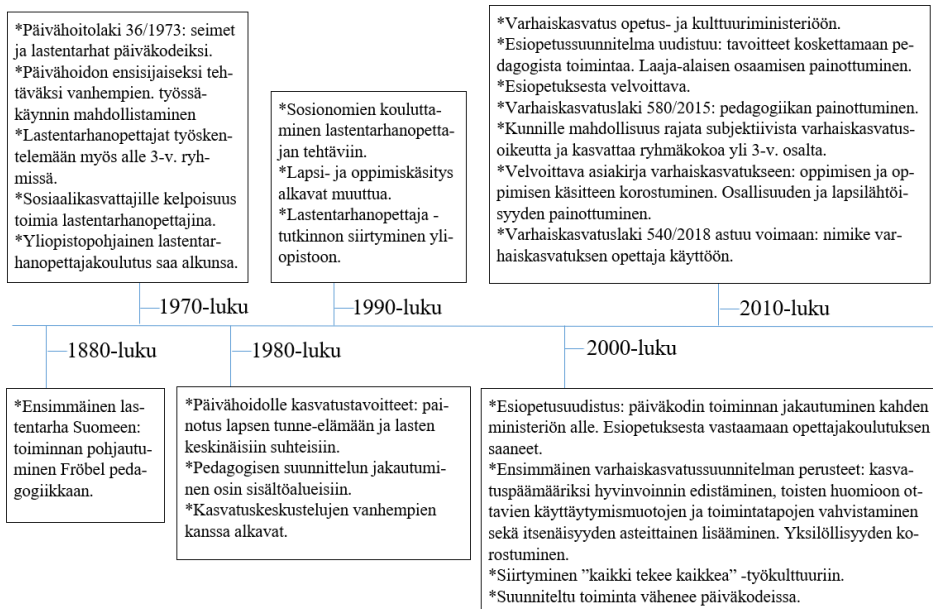 *Päivähoitolaki 36/1973: seimet
ja lastentarhat päiväkodeiksi.
*Päivähoidon ensisijaiseksi teh-
täväksi vanhempien. työssä-
käynnin mahdollistaminen
*Lastentarhanopettajat työsken-
telemään myös alle 3-v. ryh-
missä.
*Sosiaalikasvattajille kelpoisuus
toimia lastentarhanopettajina.
*Yliopistopohjainen lastentar-
hanopettajakoulutus saa alkunsa.
*Sosionomien koulutta-
minen lastentarhanopetta-
jan tehtäviin.
*Lapsi- ja oppimiskäsitys
alkavat muuttua.
*Lastentarhanopettaja -
tutkinnon siirtyminen yli-
opistoon.
*Varhaiskasvatus opetus- ja kulttuuriministeriöön.
*Esiopetussuunnitelma uudistuu: tavoitteet koskettamaan pe-
dagogista toimintaa. Laaja-alaisen osaamisen painottuminen.
*Esiopetuksesta velvoittava.
*Varhaiskasvatuslaki 580/2015: pedagogiikan painottuminen.
*Kunnille mahdollisuus rajata subjektiivista varhaiskasvatus-
oikeutta ja kasvattaa ryhmäkokoa yli 3-v. osalta.
*Velvoittava asiakirja varhaiskasvatukseen: oppimisen ja op-
pimisen käsitteen korostuminen. Osallisuuden ja lapsilähtöi-
syyden painottuminen.
*Varhaiskasvatuslaki 540/2018 astuu voimaan: nimike var-
haiskasvatuksen opettaja käyttöön.
1970-luku
1990-luku
2010-luku
1880-luku
1980-luku
2000-luku
*Ensimmäinen las-
tentarha Suomeen:
toiminnan pohjautu-
minen Fröbel peda-
gogiikkaan.
*Päivähoidolle kasvatustavoitteet: pai-
notus lapsen tunne-elämään ja lasten
keskinäisiin suhteisiin.
*Pedagogisen suunnittelun jakautumi-
nen osin sisältöalueisiin.
*Kasvatuskeskustelujen vanhempien
kanssa alkavat.
*Esiopetusuudistus: päiväkodin toiminnan jakautuminen kahden
ministeriön alle. Esiopetuksesta vastaamaan opettajakoulutuksen
saaneet.
*Ensimmäinen varhaiskasvatussuunnitelman perusteet: kasva-
tuspäämääriksi hyvinvoinnin edistäminen, toisten huomioon ot-
tavien käyttäytymismuotojen ja toimintatapojen vahvistaminen
sekä itsenäisyyden asteittainen lisääminen. Yksilöllisyyden ko-
rostuminen.
*Siirtyminen ”kaikki tekee kaikkea” -työkulttuuriin.
*Suunniteltu toiminta vähenee päiväkodeissa.